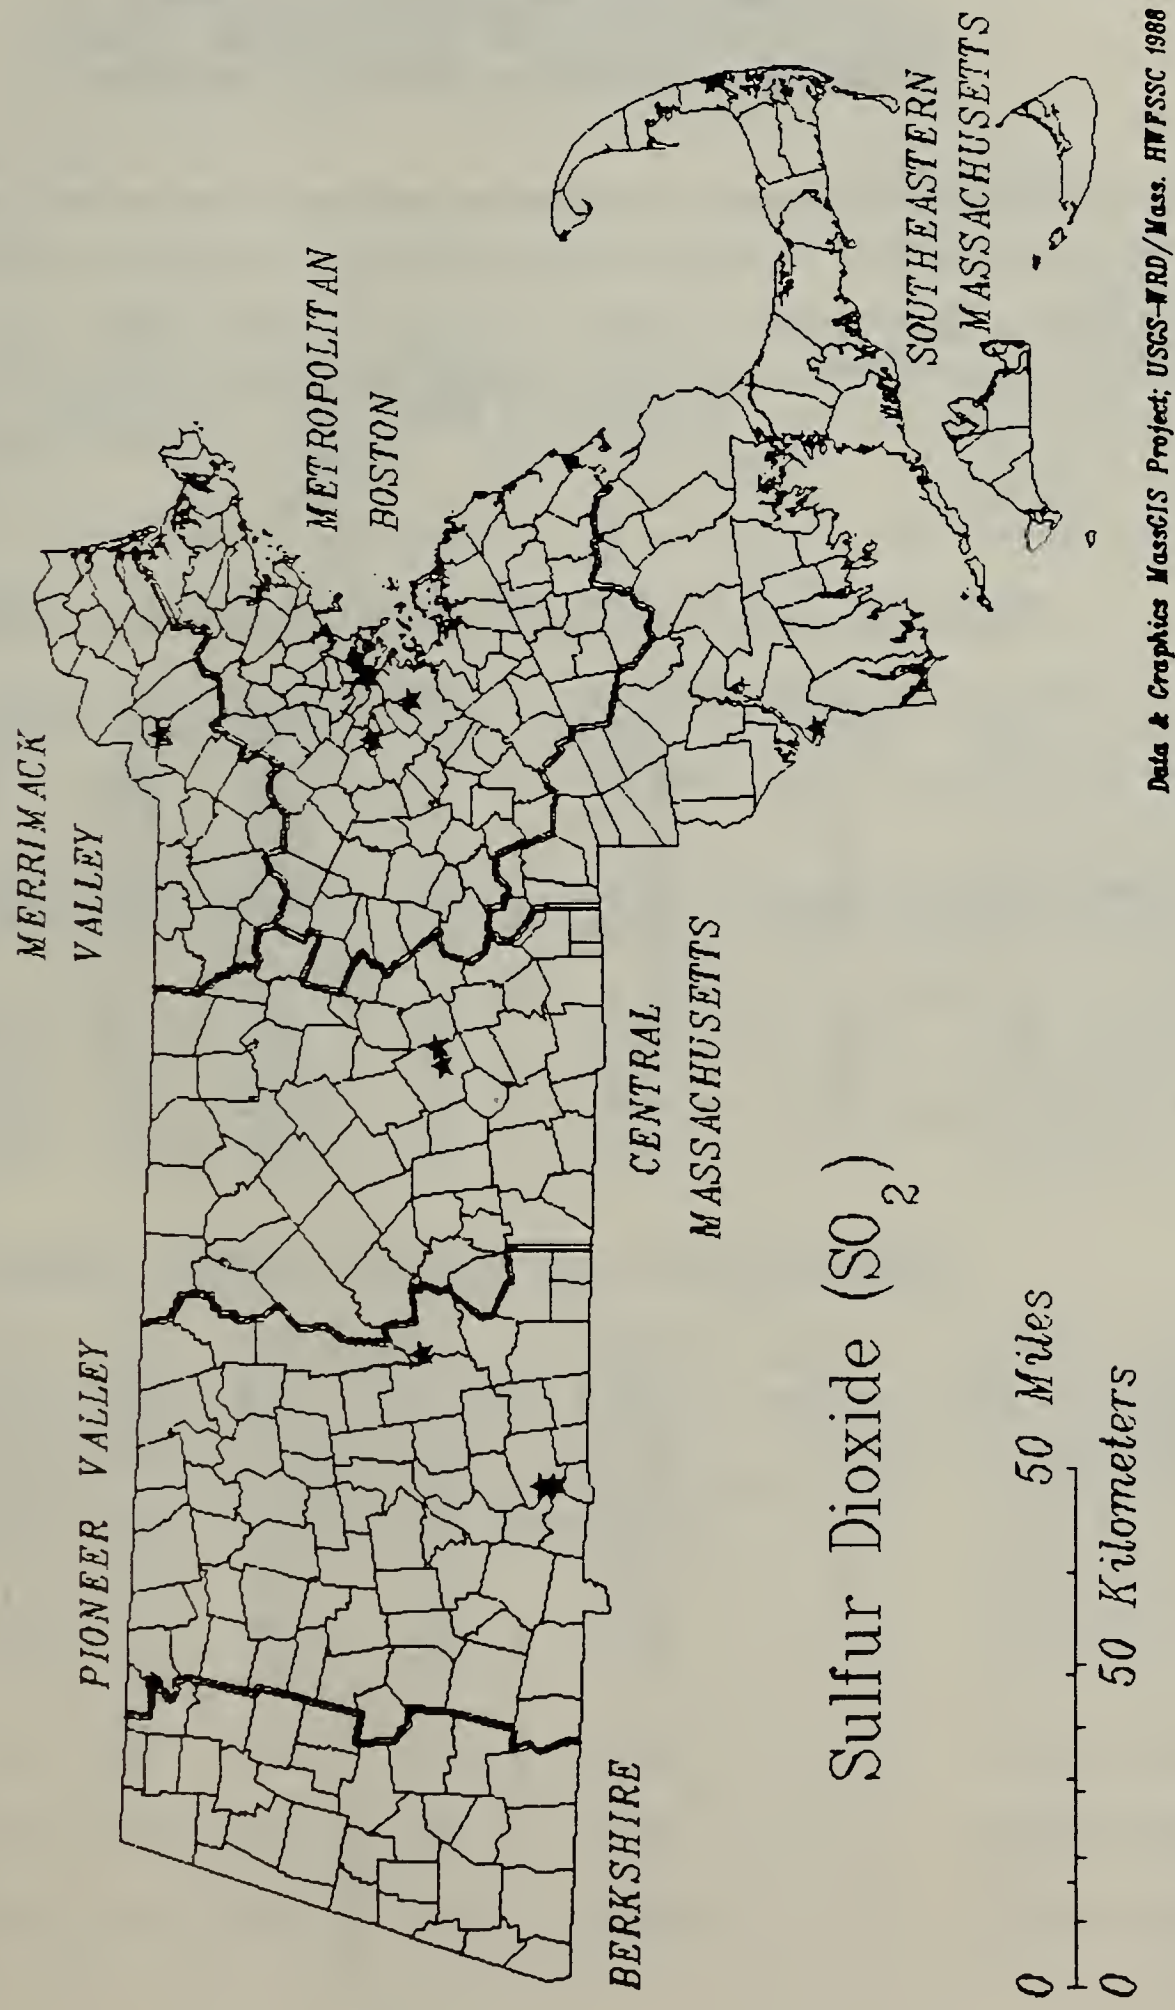 MERRIMACK
VALLEY
PIONEER VALLEY
METROPOLITAN
BOSTON
BERKSHIRE
CENTRAL
MASSACHUSETTS
SOUTHEASTERN
MASSACHUSETTS
Sulfur Dioxide (SO2)
0 50 Miles
0 50 Kilometers
Data & Graphics MassGIS Project; USGS-WRD/Mass. HWFSSC 1988